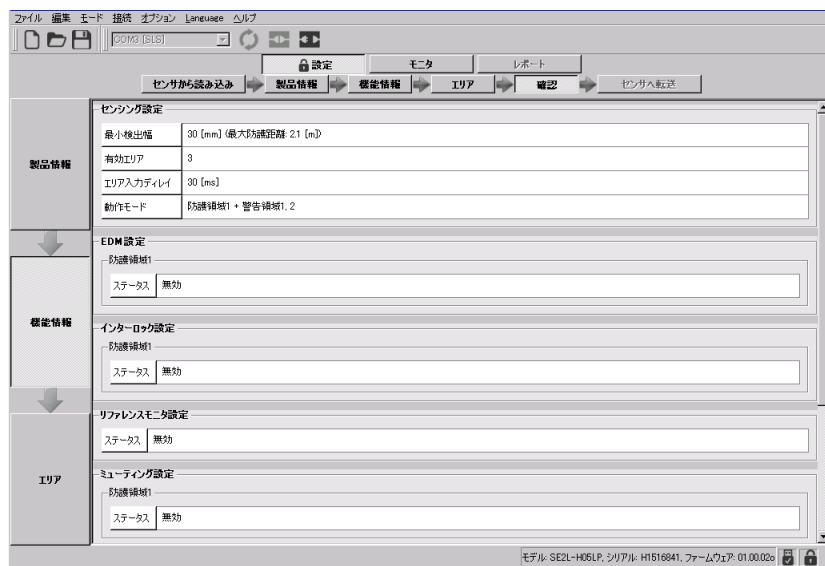 ファイル 編集 モード 接続 オプション Language ヘルプ
COM3 [SLS]
設定 モニタ レポート
センサから読み込み 製品情報 機能情報 エリア 確認 センサへ転送
製品情報
機能情報
エリア
センシング設定
最小検出幅 30 [mm] (最大防護距離: 2.1 [m])
有効エリア 3
エリア入力ディレイ 30 [ms]
動作モード 防護領域1 + 警告領域1, 2
EDM設定
防護領域1
ステータス 無効
インターロック設定
防護領域1
ステータス 無効
リファレンスモニタ設定
ステータス 無効
ミューティング設定
防護領域1
ステータス 無効
モデル: SE2L-H05LP, シリアル: H1516841, ファームウェア: 01.00.02o